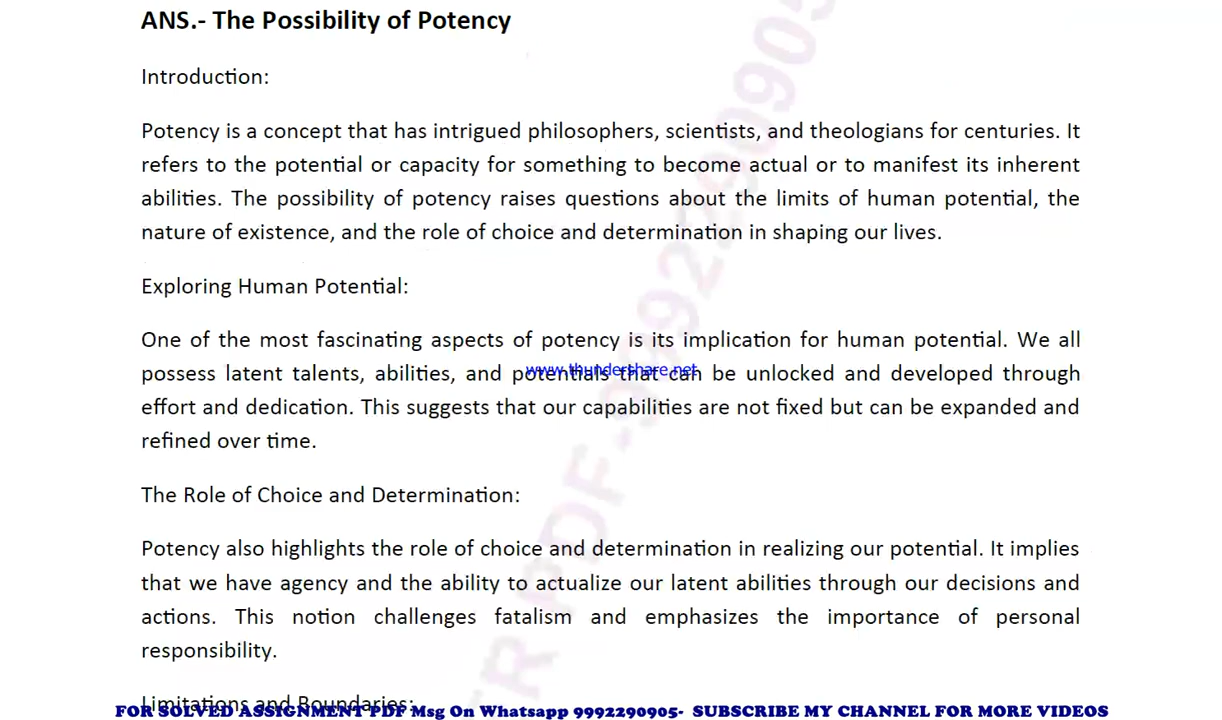 ANS.- The Possibility of Potency
Introduction:
Potency is a concept that has intrigued philosophers, scientists, and theologians for centuries. It
refers to the potential or capacity for something to become actual or to manifest its inherent
abilities. The possibility of potency raises questions about the limits of human potential, the
nature of existence, and the role of choice and determination in shaping our lives.
Exploring Human Potential:
One of the most fascinating aspects of potency is its implication for human potential. We all
possess latent talents, abilities, and potentials that can be unlocked and developed through
www.thundershare.net
effort and dedication. This suggests that our capabilities are not fixed but can be expanded and
refined over time.
The Role of Choice and Determination:
Potency also highlights the role of choice and determination in realizing our potential. It implies
that we have agency and the ability to actualize our latent abilities through our decisions and
actions. This notion challenges fatalism and emphasizes the importance of personal
responsibility.
Limitations and Boundaries:
FOR SOLVED ASSIGNMENT PDF Msg On Whatsapp 9992290905- SUBSCRIBE MY CHANNEL FOR MORE VIDEOS
R PDF-9992290905